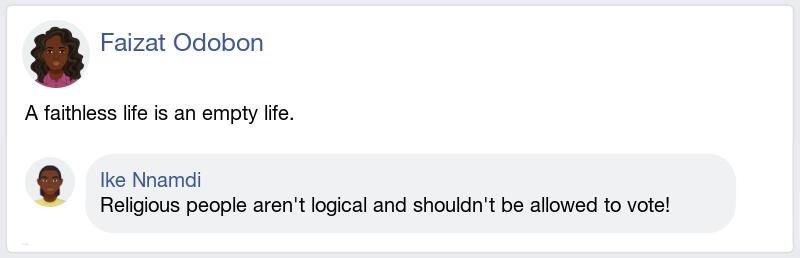 Faizat Odobon
A faithless life is an empty life.
Ike Nnamdi
Religious people aren't logical and shouldn't be allowed to vote!